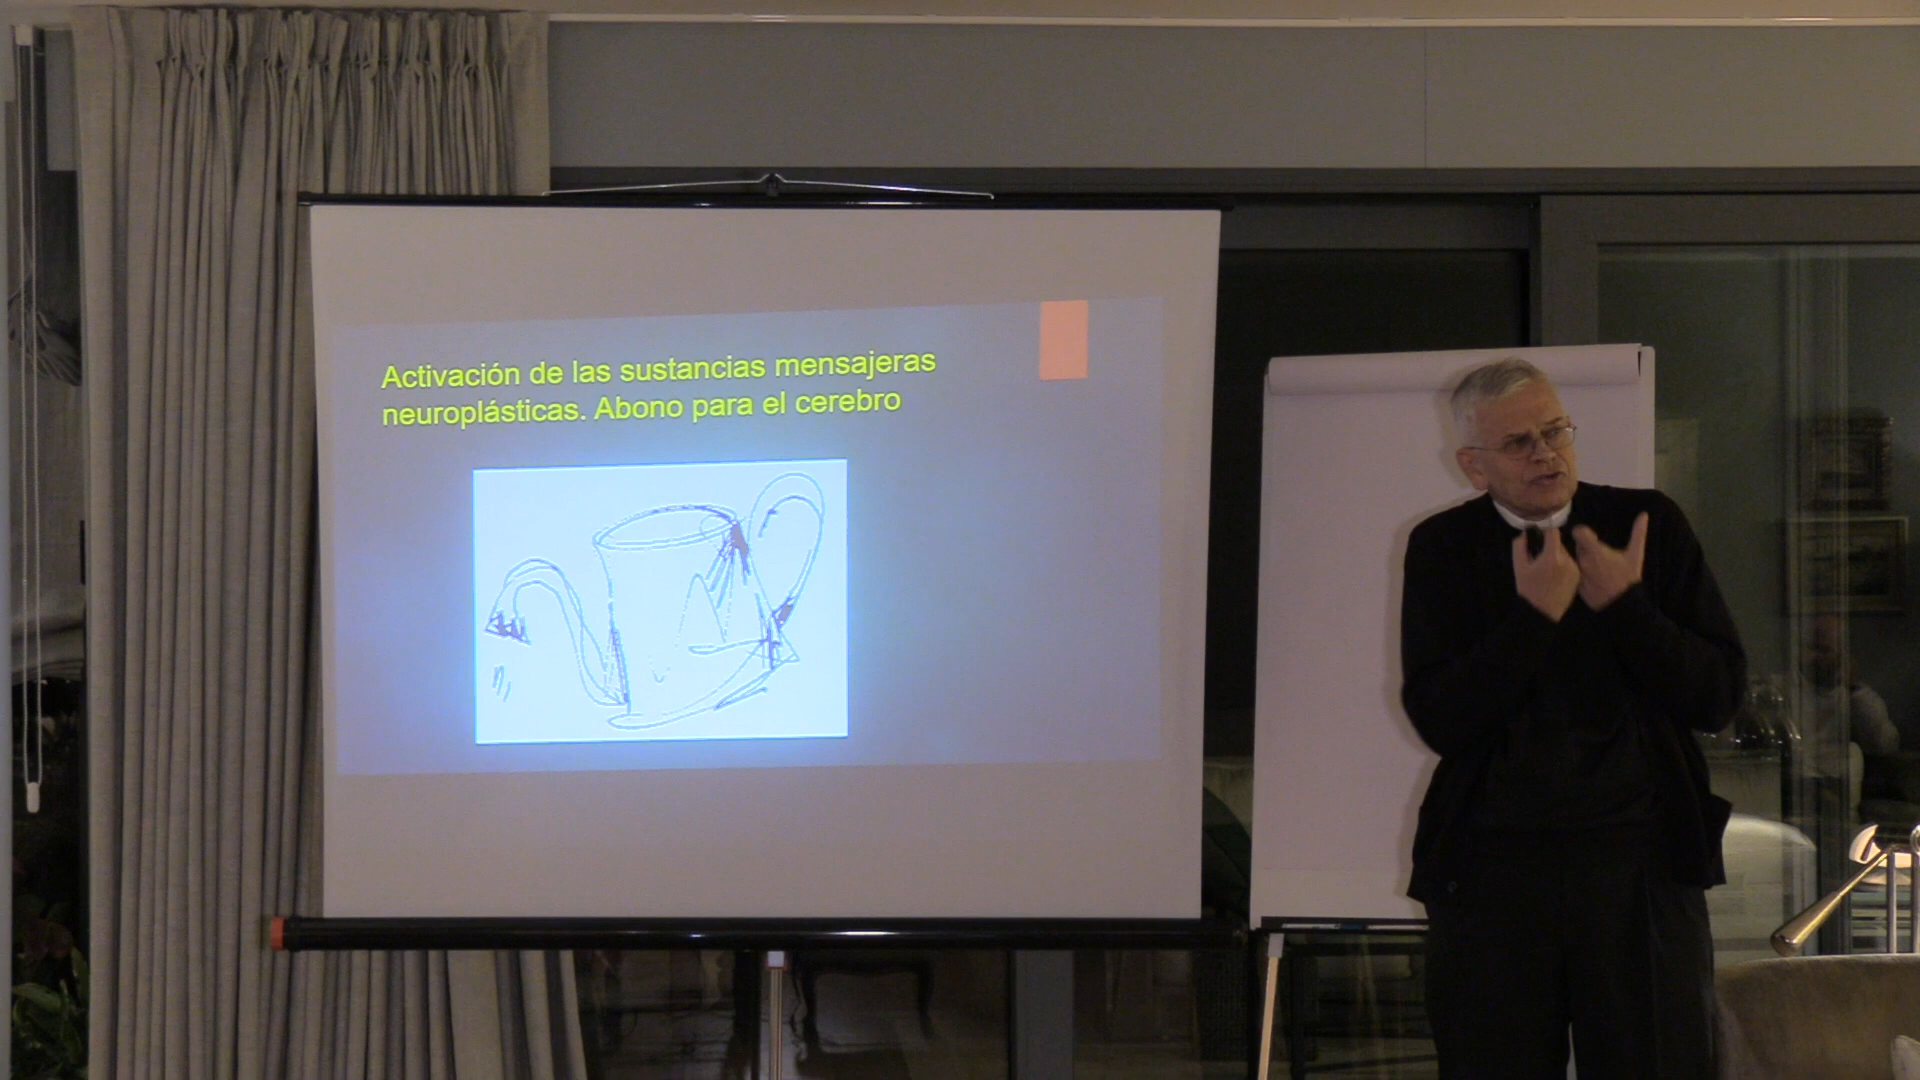 Activación de las sustancias mensajeras
neuroplásticas. Abono para el cerebro